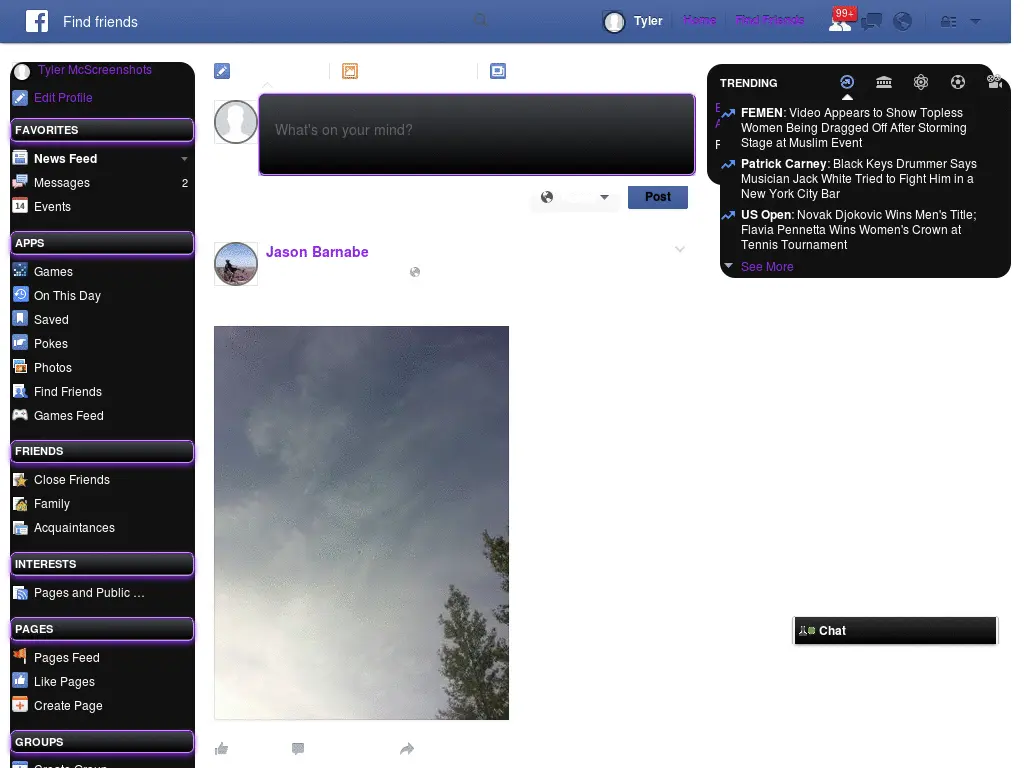 f Find friends
Tyler Home Find Friends 99+
Tyler McScreenshots
Edit Profile
FAVORITES
News Feed
Messages 2
14 Events
APPS
Games
On This Day
Saved
Pokes
Photos
Find Friends
Games Feed
FRIENDS
Close Friends
Family
Acquaintances
INTERESTS
Pages and Public ...
PAGES
Pages Feed
Like Pages
Create Page
GROUPS
What's on your mind?
Post
Jason Barnabe
TRENDING
FEMEN: Video Appears to Show Topless
Women Being Dragged Off After Storming
Stage at Muslim Event
Patrick Carney: Black Keys Drummer Says
Musician Jack White Tried to Fight Him in a
New York City Bar
US Open: Novak Djokovic Wins Men's Title;
Flavia Pennetta Wins Women's Crown at
Tennis Tournament
See More
Chat